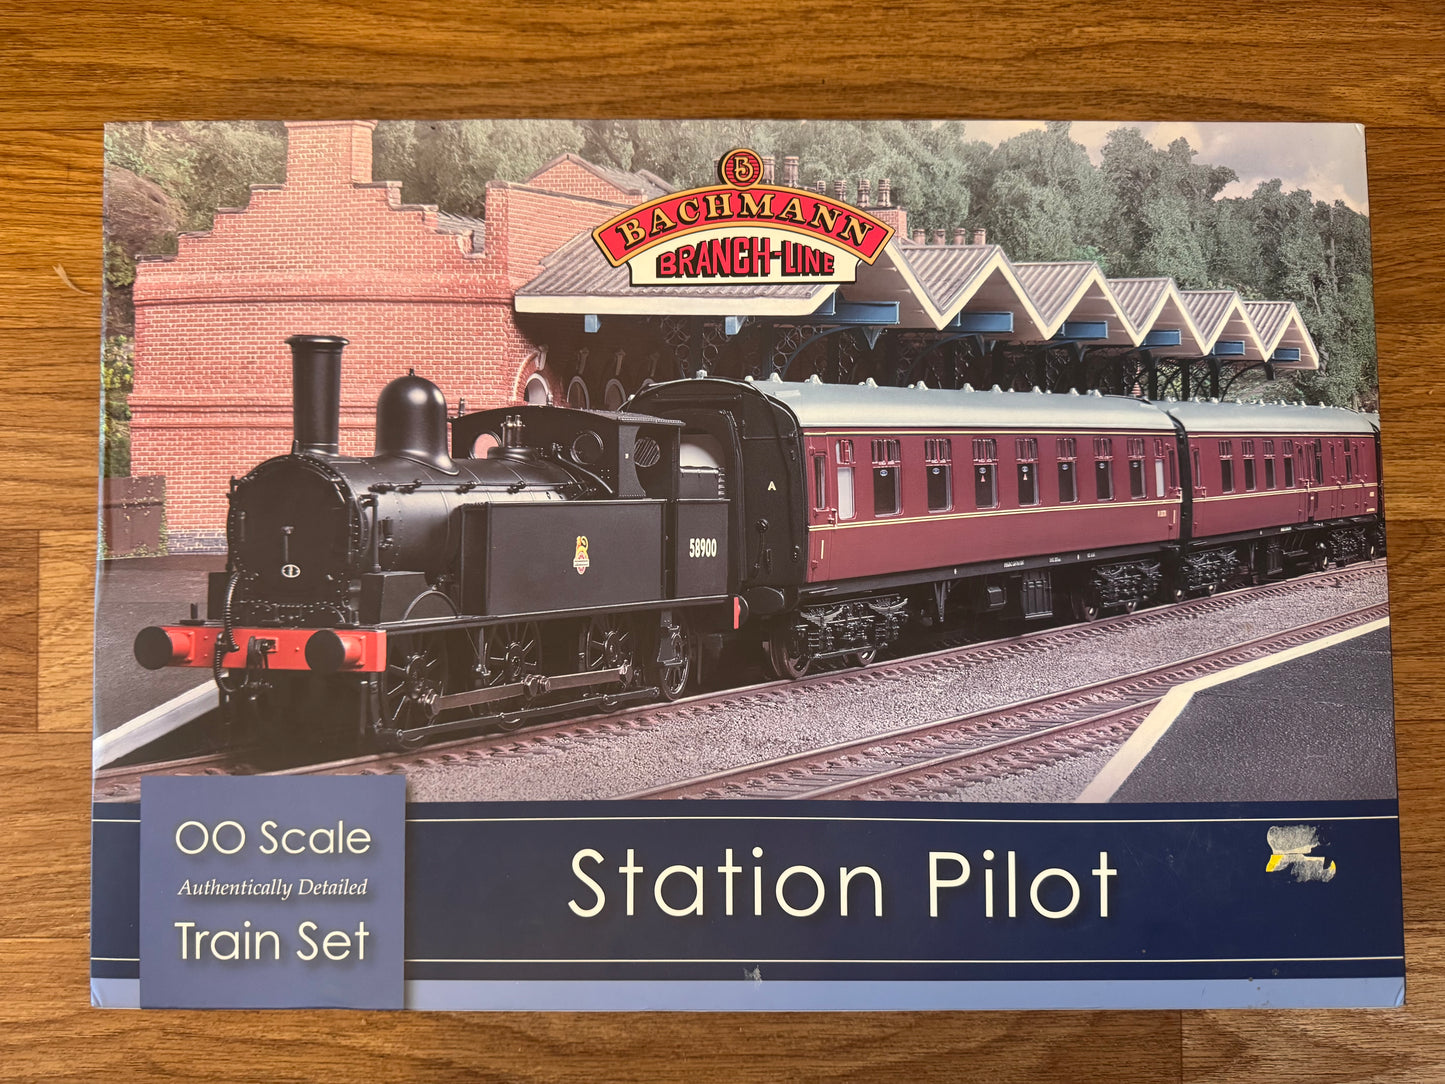 B
BACHMANN
BRANCH-LINE
A
58900
OO Scale
Authentically Detailed
Train Set
Station Pilot